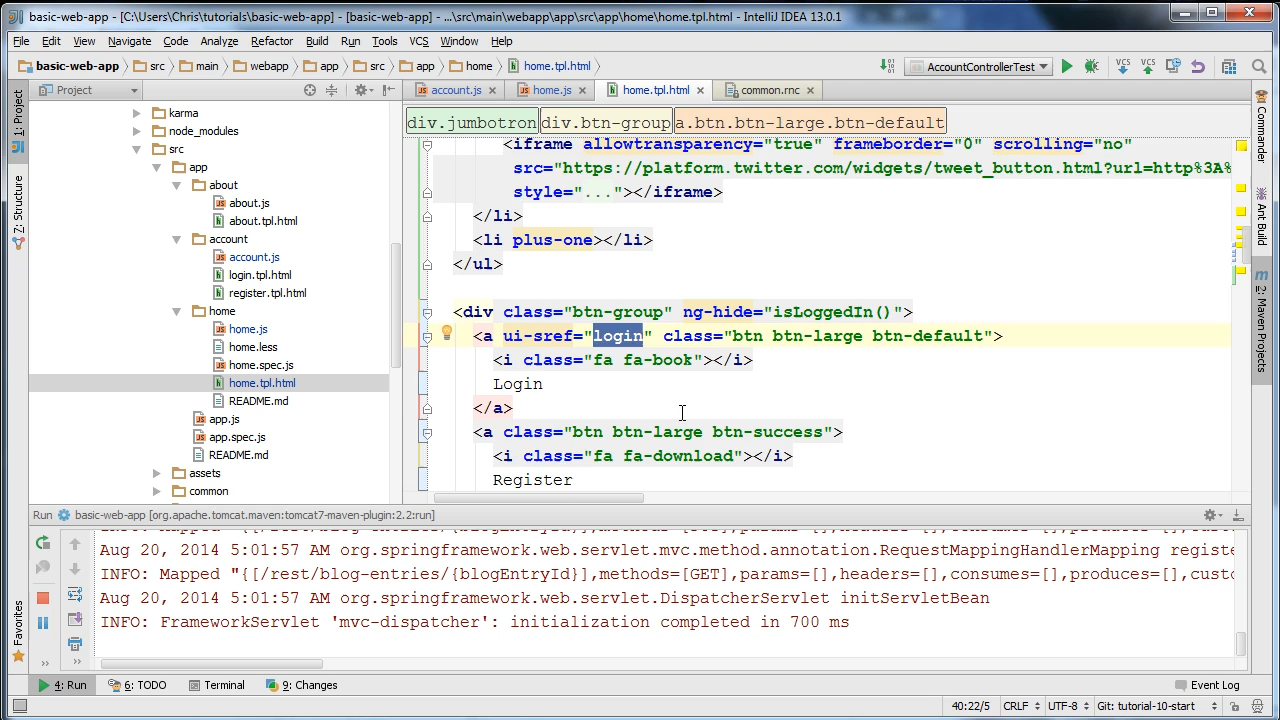 basic-web-app - [C:\Users\Chris\tutorials\basic-web-app] - [basic-web-app] - ...\src\main\webapp\app\src\app\home\home.tpl.html - IntelliJ IDEA 13.0.1
File Edit View Navigate Code Analyze Refactor Build Run Tools VCS Window Help
basic-web-app src main webapp app src app home home.tpl.html AccountControllerTest VCS VCS
Project account.js home.js home.tpl.html common.rnc
div.jumbotron div.btn-group a.btn.btn-large.btn-default
1: Project
Z: Structure
Favorites
karma
node_modules
src
app
about
about.js
about.tpl.html
account
account.js
login.tpl.html
register.tpl.html
home
home.js
home.less
home.spec.js
home.tpl.html
README.md
app.js
app.spec.js
README.md
assets
common
<iframe allowtransparency="true" frameborder="0" scrolling="no"
src="https://platform.twitter.com/widgets/tweet_button.html?url=http%3A%
style="..."></iframe>
</li>
<li plus-one></li>
</ul>
<div class="btn-group" ng-hide="isLoggedIn()">
<a ui-sref="login" class="btn btn-large btn-default">
<i class="fa fa-book"></i>
Login
</a>
<a class="btn btn-large btn-success">
<i class="fa fa-download"></i>
Register
Commander
Ant Build
Maven Projects
Run basic-web-app [org.apache.tomcat.maven:tomcat7-maven-plugin:2.2:run]
Aug 20, 2014 5:01:57 AM org.springframework.web.servlet.mvc.method.annotation.RequestMappingHandlerMapping registe
INFO: Mapped "{[/rest/blog-entries/{blogEntryId}],methods=[GET],params=[],headers=[],consumes=[],produces=[],custo
Aug 20, 2014 5:01:57 AM org.springframework.web.servlet.DispatcherServlet initServletBean
INFO: FrameworkServlet 'mvc-dispatcher': initialization completed in 700 ms
4: Run 6: TODO Terminal 9: Changes Event Log
40:22/5 CRLF UTF-8 Git: tutorial-10-start